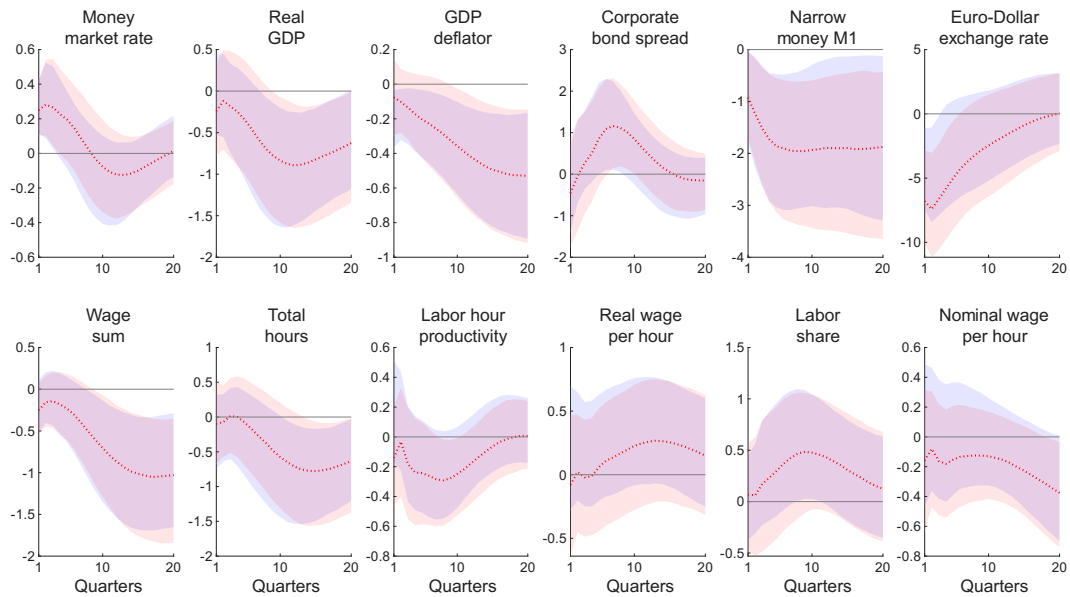 Money
market rate
Real
GDP
GDP
deflator
Corporate
bond spread
Narrow
money M1
Euro-Dollar
exchange rate
0.6
0.4
0.2
0
-0.2
-0.4
-0.6
1 10 20
0.5
0
-0.5
-1
-1.5
-2
1 10 20
0.2
0
-0.2
-0.4
-0.6
-0.8
-1
1 10 20
3
2
1
0
-1
-2
1 10 20
0
-1
-2
-3
-4
1 10 20
5
0
-5
-10
1 10 20
Wage
sum
Total
hours
Labor hour
productivity
Real wage
per hour
Labor
share
Nominal wage
per hour
0.5
0
-0.5
-1
-1.5
-2
1 10 20
Quarters
1
0.5
0
-0.5
-1
-1.5
-2
1 10 20
Quarters
0.6
0.4
0.2
0
-0.2
-0.4
-0.6
-0.8
1 10 20
Quarters
1
0.5
0
-0.5
1 10 20
Quarters
1.5
1
0.5
0
-0.5
1 10 20
Quarters
0.6
0.4
0.2
0
-0.2
-0.4
-0.6
-0.8
1 10 20
Quarters